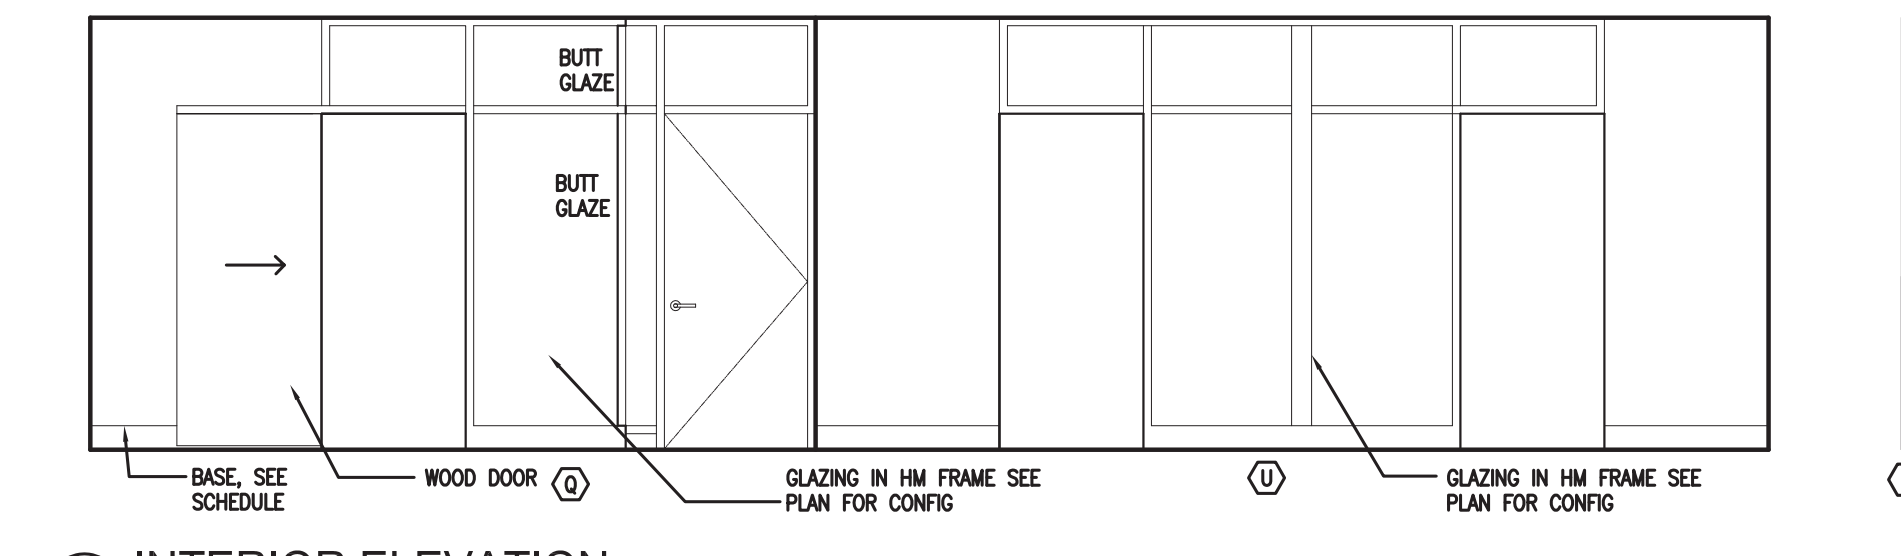 BUTT
GLAZE
BUTT
GLAZE
BASE, SEE
SCHEDULE
WOOD DOOR
Q
GLAZING IN HM FRAME SEE
PLAN FOR CONFIG
U
GLAZING IN HM FRAME SEE
PLAN FOR CONFIG
INTERIOR ELEVATION